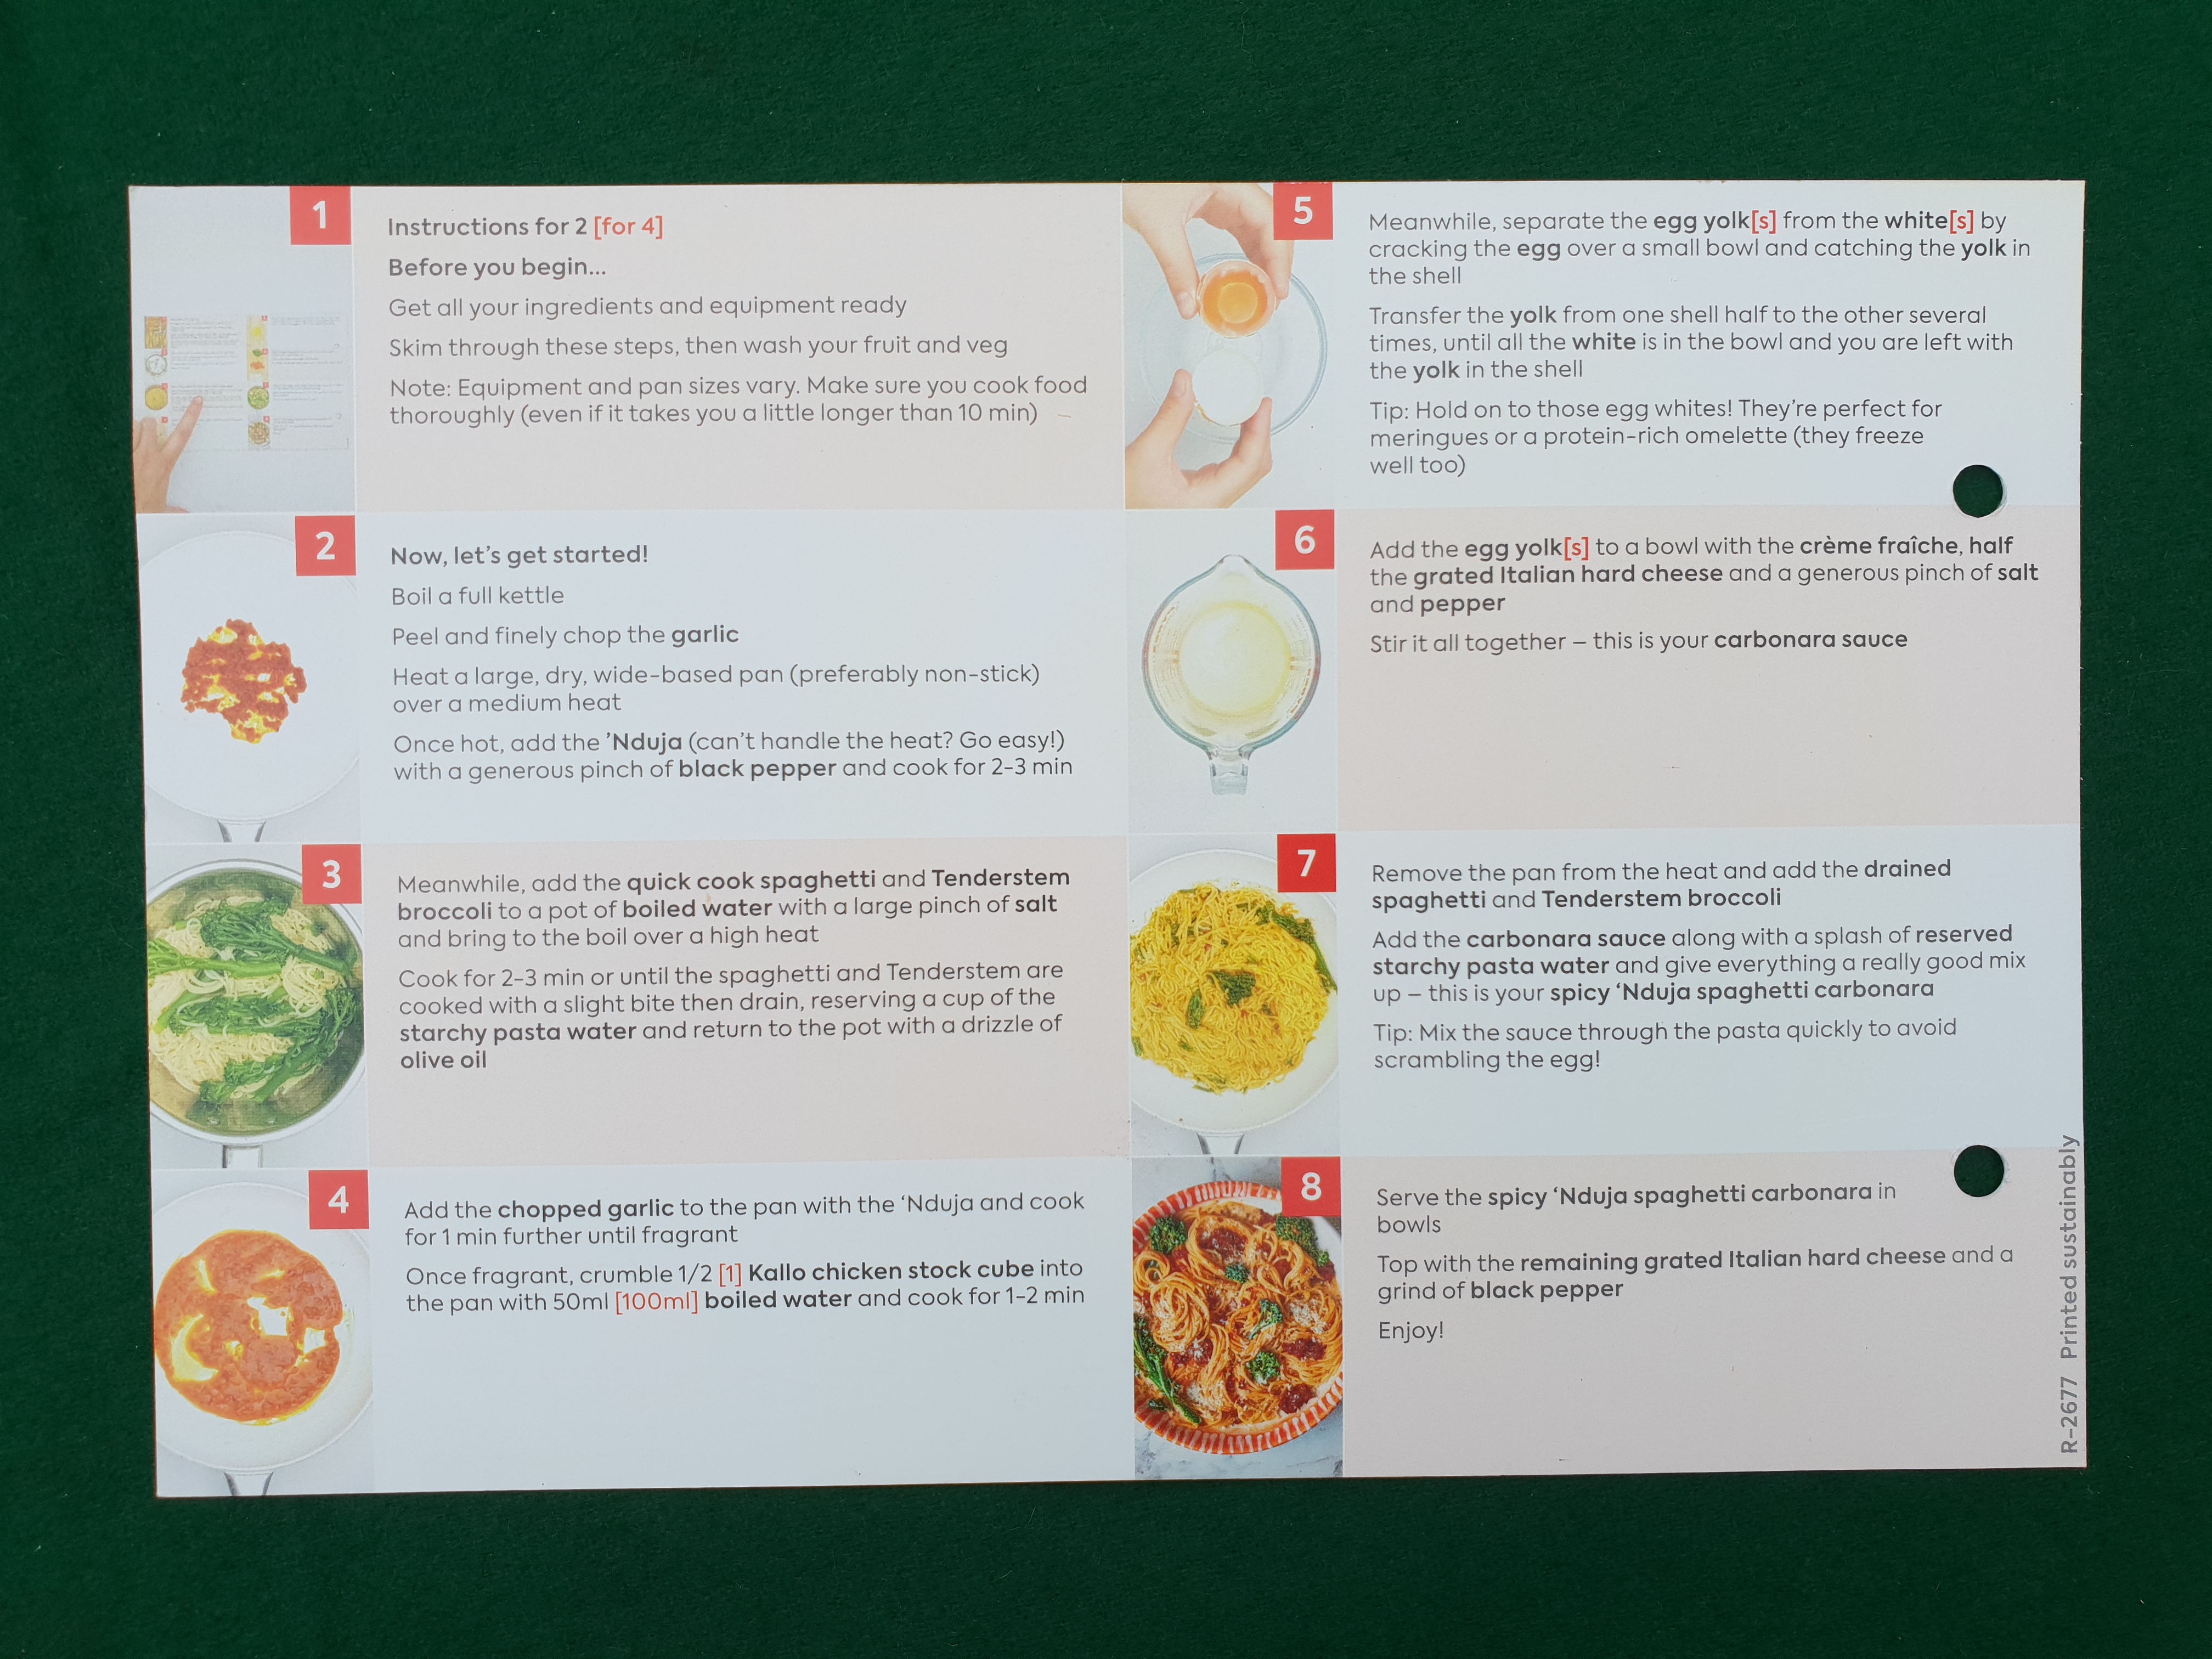 1
Instructions for 2 [for 4]
Before you begin...
Get all your ingredients and equipment ready
Skim through these steps, then wash your fruit and veg
Note: Equipment and pan sizes vary. Make sure you cook food
thoroughly (even if it takes you a little longer than 10 min)
2
Now, let's get started!
Boil a full kettle
Peel and finely chop the garlic
Heat a large, dry, wide-based pan (preferably non-stick)
over a medium heat
Once hot, add the 'Nduja (can't handle the heat? Go easy!)
with a generous pinch of black pepper and cook for 2-3 min
3
Meanwhile, add the quick cook spaghetti and Tenderstem
broccoli to a pot of boiled water with a large pinch of salt
and bring to the boil over a high heat
Cook for 2-3 min or until the spaghetti and Tenderstem are
cooked with a slight bite then drain, reserving a cup of the
starchy pasta water and return to the pot with a drizzle of
olive oil
4
Add the chopped garlic to the pan with the 'Nduja and cook
for 1 min further until fragrant
Once fragrant, crumble 1/2 [1] Kallo chicken stock cube into
the pan with 50ml [100ml] boiled water and cook for 1-2 min
5
Meanwhile, separate the egg yolk[s] from the white[s] by
cracking the egg over a small bowl and catching the yolk in
the shell
Transfer the yolk from one shell half to the other several
times, until all the white is in the bowl and you are left with
the yolk in the shell
Tip: Hold on to those egg whites! They're perfect for
meringues or a protein-rich omelette (they freeze
well too)
6
Add the egg yolk[s] to a bowl with the crème fraîche, half
the grated Italian hard cheese and a generous pinch of salt
and pepper
Stir it all together – this is your carbonara sauce
7
Remove the pan from the heat and add the drained
spaghetti and Tenderstem broccoli
Add the carbonara sauce along with a splash of reserved
starchy pasta water and give everything a really good mix
up – this is your spicy 'Nduja spaghetti carbonara
Tip: Mix the sauce through the pasta quickly to avoid
scrambling the egg!
8
Serve the spicy 'Nduja spaghetti carbonara in
bowls
Top with the remaining grated Italian hard cheese and a
grind of black pepper
Enjoy!
R-2677 Printed sustainably